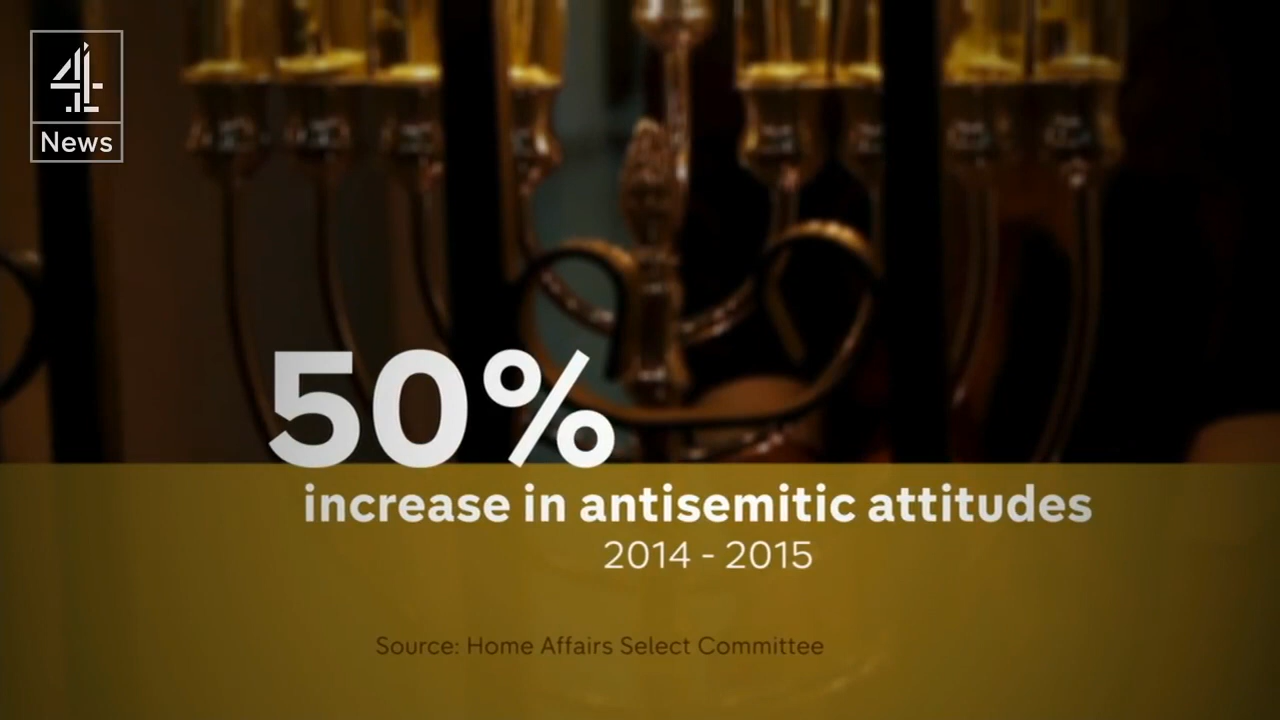 4
News
50%
increase in antisemitic attitudes
2014 - 2015
Source: Home Affairs Select Committee